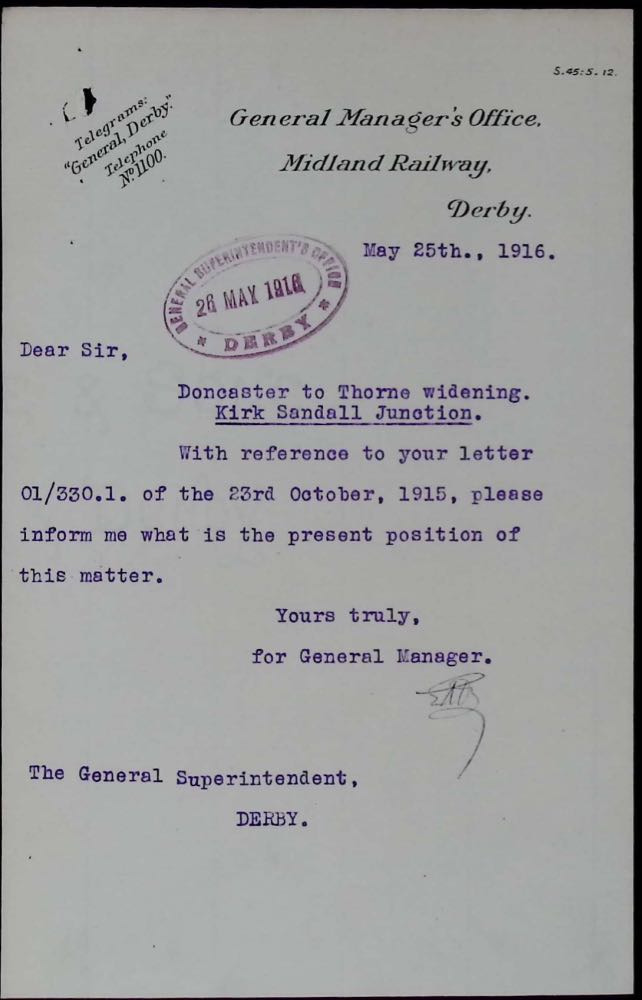 S.45:5.12.
Telegrams:
"General, Derby."
Telephone
No. 1100.
General Manager's Office,
Midland Railway,
Derby.
May 25th., 1916.
GENERAL SUPERINTENDENT'S OFFICE
26 MAY 1916
* DERBY *
Dear Sir,
Doncaster to Thorne widening.
Kirk Sandall Junction.
With reference to your letter
01/330.1. of the 23rd October, 1915, please
inform me what is the present position of
this matter.
Yours truly,
for General Manager.
The General Superintendent,
DERBY.